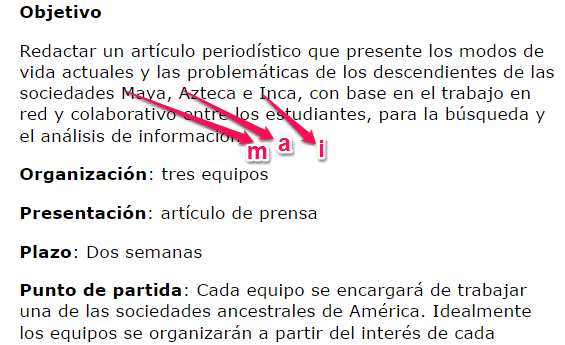 Objetivo
Redactar un artículo periodístico que presente los modos de
vida actuales y las problemáticas de los descendientes de las
sociedades Maya, Azteca e Inca, con base en el trabajo en
red y colaborativo entre los estudiantes, para la búsqueda y
el análisis de información.
m a i
Organización: tres equipos
Presentación: artículo de prensa
Plazo: Dos semanas
Punto de partida: Cada equipo se encargará de trabajar
una de las sociedades ancestrales de América. Idealmente
los equipos se organizarán a partir del interés de cada